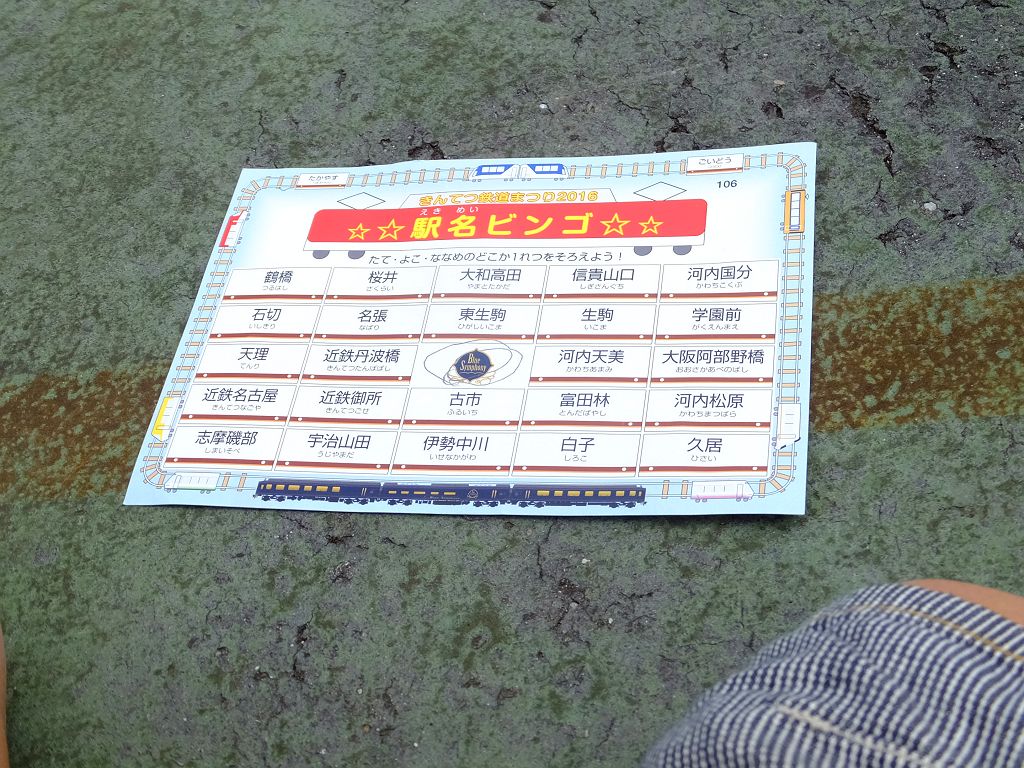 たかやす
ごいどう
106
きんてつ鉄道まつり2016
えき めい
☆☆駅名ビンゴ☆☆
たて・よこ・ななめのどこか1れつをそろえよう!
鶴橋 桜井 大和高田 信貴山口 河内国分
つるはし さくらい やまとたかだ しぎさんぐち かわちこくぶ
石切 名張 東生駒 生駒 学園前
いしきり なばり ひがしいこま いこま がくえんまえ
天理 近鉄丹波橋 Blue Symphony 河内天美 大阪阿部野橋
てんり きんてつたんばばし かわちあまみ おおさかあべのばし
近鉄名古屋 近鉄御所 古市 富田林 河内松原
きんてつなごや きんてつごせ ふるいち とんだばやし かわちまつばら
志摩磯部 宇治山田 伊勢中川 白子 久居
しまいそべ うじやまだ いせなかがわ しろこ ひさい